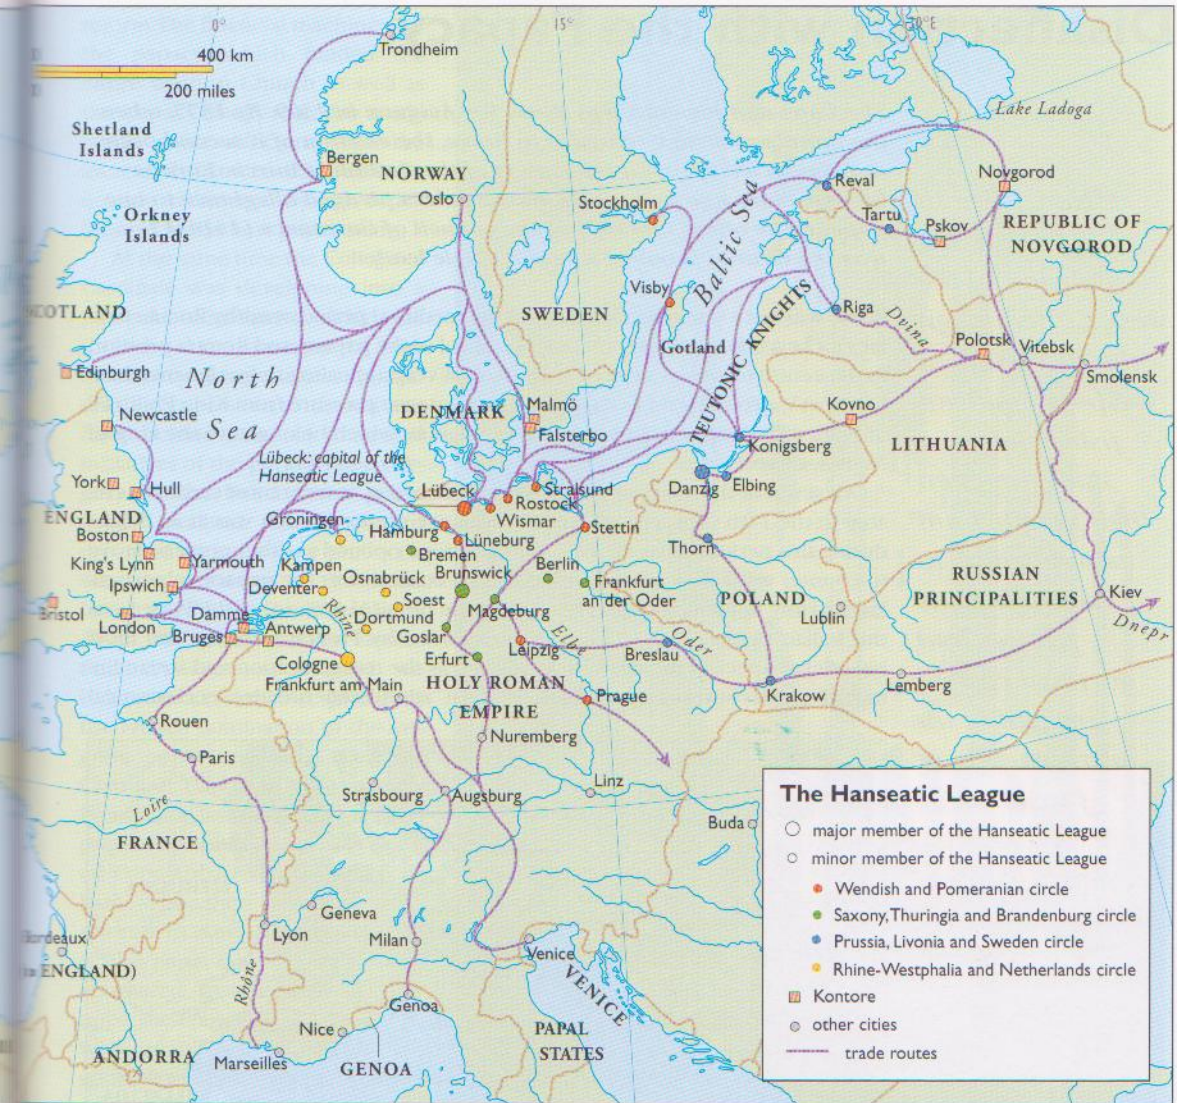 0°
15°
30°E
400 km
200 miles
Trondheim
Lake Ladoga
Shetland
Islands
Bergen
NORWAY
Oslo
Stockholm
Reval
Novgorod
Tartu
Pskov
REPUBLIC OF
NOVGOROD
Orkney
Islands
Baltic Sea
Visby
SWEDEN
Gotland
TEUTONIC KNIGHTS
Riga
Dvina
Polotsk
Vitebsk
Smolensk
SCOTLAND
Edinburgh
North
Sea
Newcastle
DENMARK
Malmö
Falsterbo
Kovno
LITHUANIA
Konigsberg
Lübeck: capital of the
Hanseatic League
York
Hull
Lübeck
Stralsund
Rostock
Wismar
Danzig
Elbing
ENGLAND
Boston
Groningen
Hamburg
Lüneburg
Stettin
King's Lynn
Yarmouth
Bremen
Thorn
Ipswich
Kampen
Deventer
Osnabrück
Brunswick
Berlin
Frankfurt
an der Oder
Soest
Dortmund
Magdeburg
POLAND
RUSSIAN
PRINCIPALITIES
Kiev
Dnepr
Bristol
London
Damme
Bruges
Antwerp
Rhine
Goslar
Lublin
Elbe
Oder
Leipzig
Breslau
Cologne
Erfurt
Frankfurt am Main
HOLY ROMAN
EMPIRE
Prague
Krakow
Lemberg
Rouen
Nuremberg
Paris
Linz
Strasbourg
Augsburg
Loire
FRANCE
Buda
Geneva
Lyon
Milan
Venice
VENICE
ENGLAND)
Rhône
Genoa
Nice
PAPAL
STATES
ANDORRA
Marseilles
GENOA
The Hanseatic League
major member of the Hanseatic League
minor member of the Hanseatic League
Wendish and Pomeranian circle
Saxony, Thuringia and Brandenburg circle
Prussia, Livonia and Sweden circle
Rhine-Westphalia and Netherlands circle
Kontore
other cities
trade routes